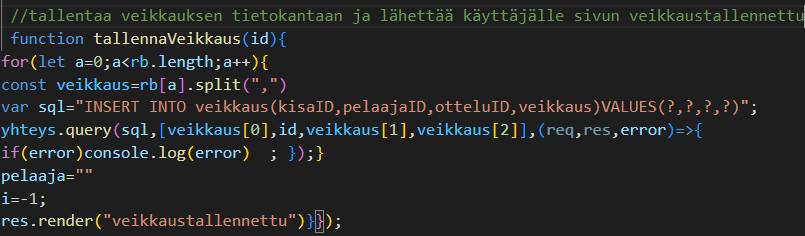 //tallentaa veikkauksen tietokantaan ja lähettää käyttäjälle sivun veikkaustallennettu
function tallennaVeikkaus(id){
for(let a=0;a<rb.length;a++){
const veikkaus=rb[a].split(",")
var sql="INSERT INTO veikkaus(kisaID,pelaajaID,otteluID,veikkaus)VALUES(?,?,?,?)";
yhteys.query(sql,[veikkaus[0],id,veikkaus[1],veikkaus[2]],(req,res,error)=>{
if(error)console.log(error)  ; });}
pelaaja=""
i=-1;
res.render("veikkaustallennettu")}});